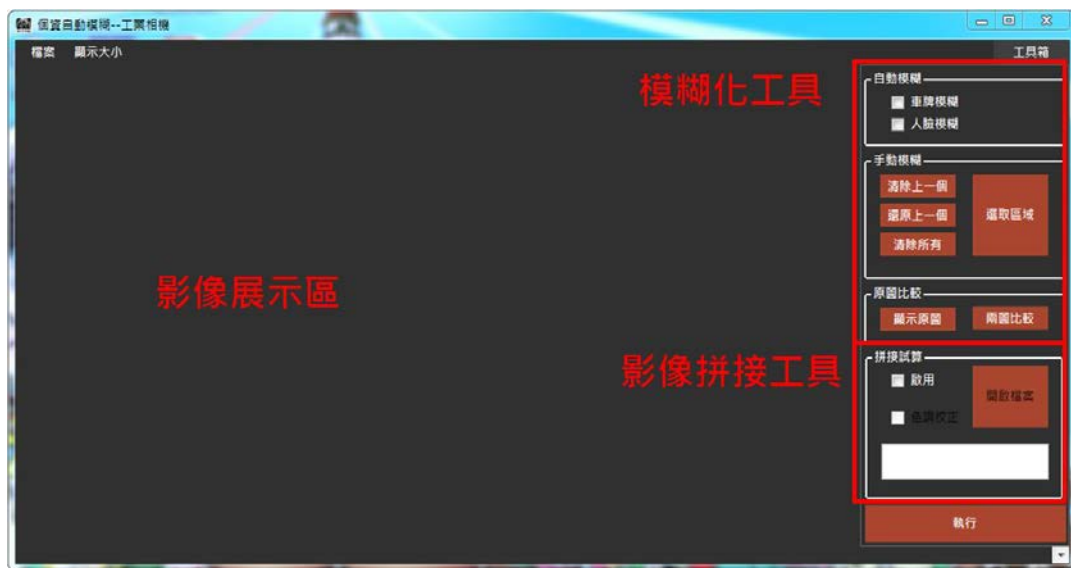 個資自動模糊--工業相機
檔案 顯示大小
工具箱
模糊化工具
自動模糊
車牌模糊
人臉模糊
手動模糊
清除上一個
還原上一個
清除所有
選取區域
影像展示區
原圖比較
顯示原圖
兩圖比較
影像拼接工具
拼接試算
啟用
開啟檔案
色調校正
執行